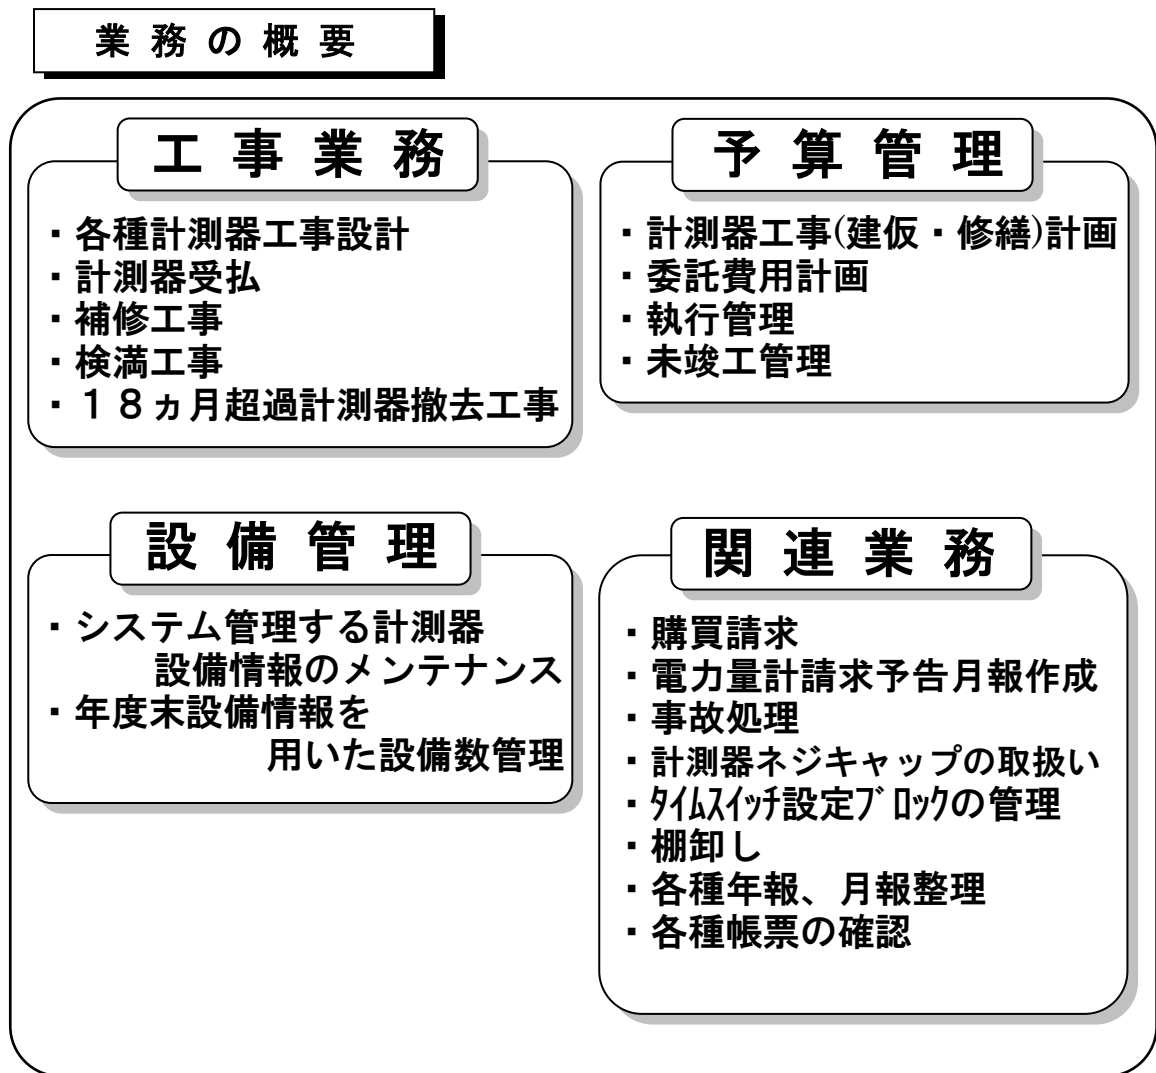 業務の概要
工事業務
・各種計測器工事設計
・計測器受払
・補修工事
・検満工事
・１８ヵ月超過計測器撤去工事
予算管理
・計測器工事(建仮・修繕)計画
・委託費用計画
・執行管理
・未竣工管理
設備管理
・システム管理する計測器
設備情報のメンテナンス
・年度末設備情報を
用いた設備数管理
関連業務
・購買請求
・電力量計請求予告月報作成
・事故処理
・計測器ネジキャップの取扱い
・ﾀｲﾑｽｲｯﾁ設定ﾌﾞﾛｯｸの管理
・棚卸し
・各種年報、月報整理
・各種帳票の確認